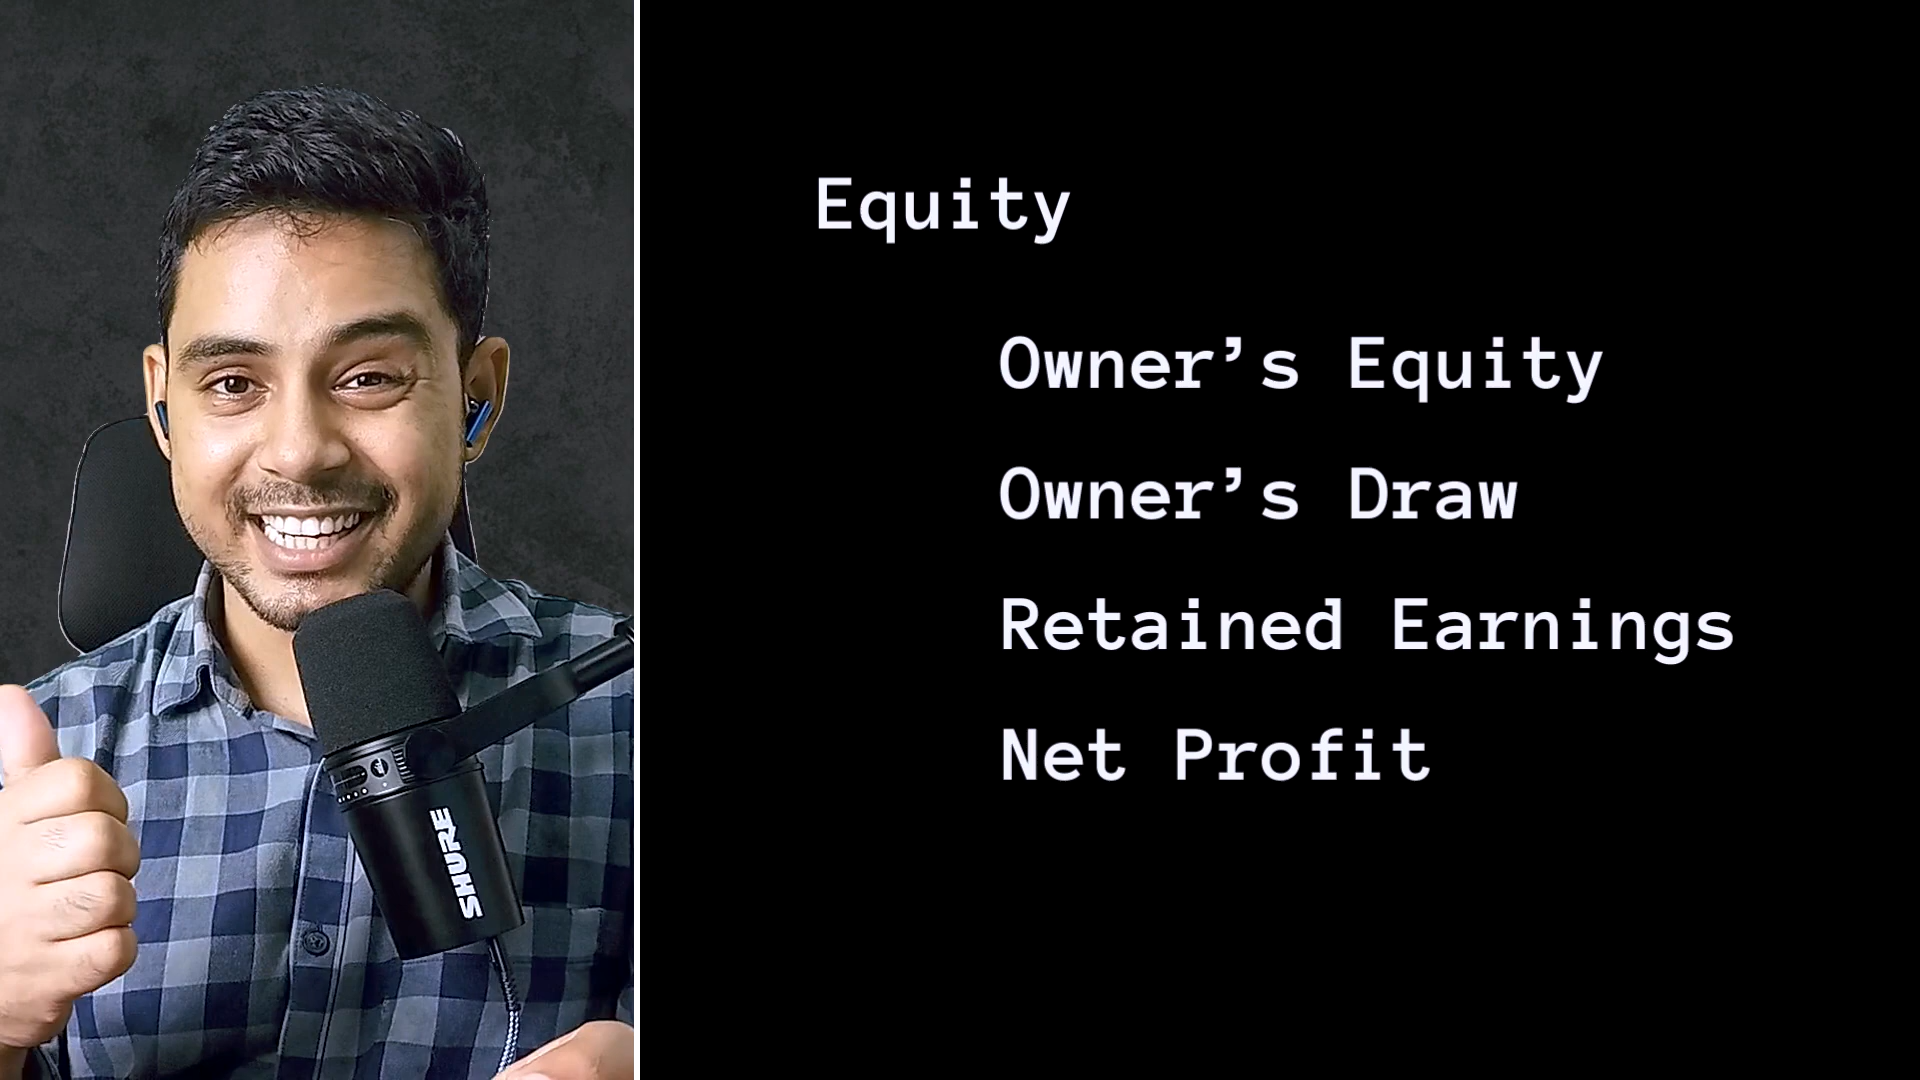 Equity
Owner’s Equity
Owner’s Draw
Retained Earnings
Net Profit
SHURE